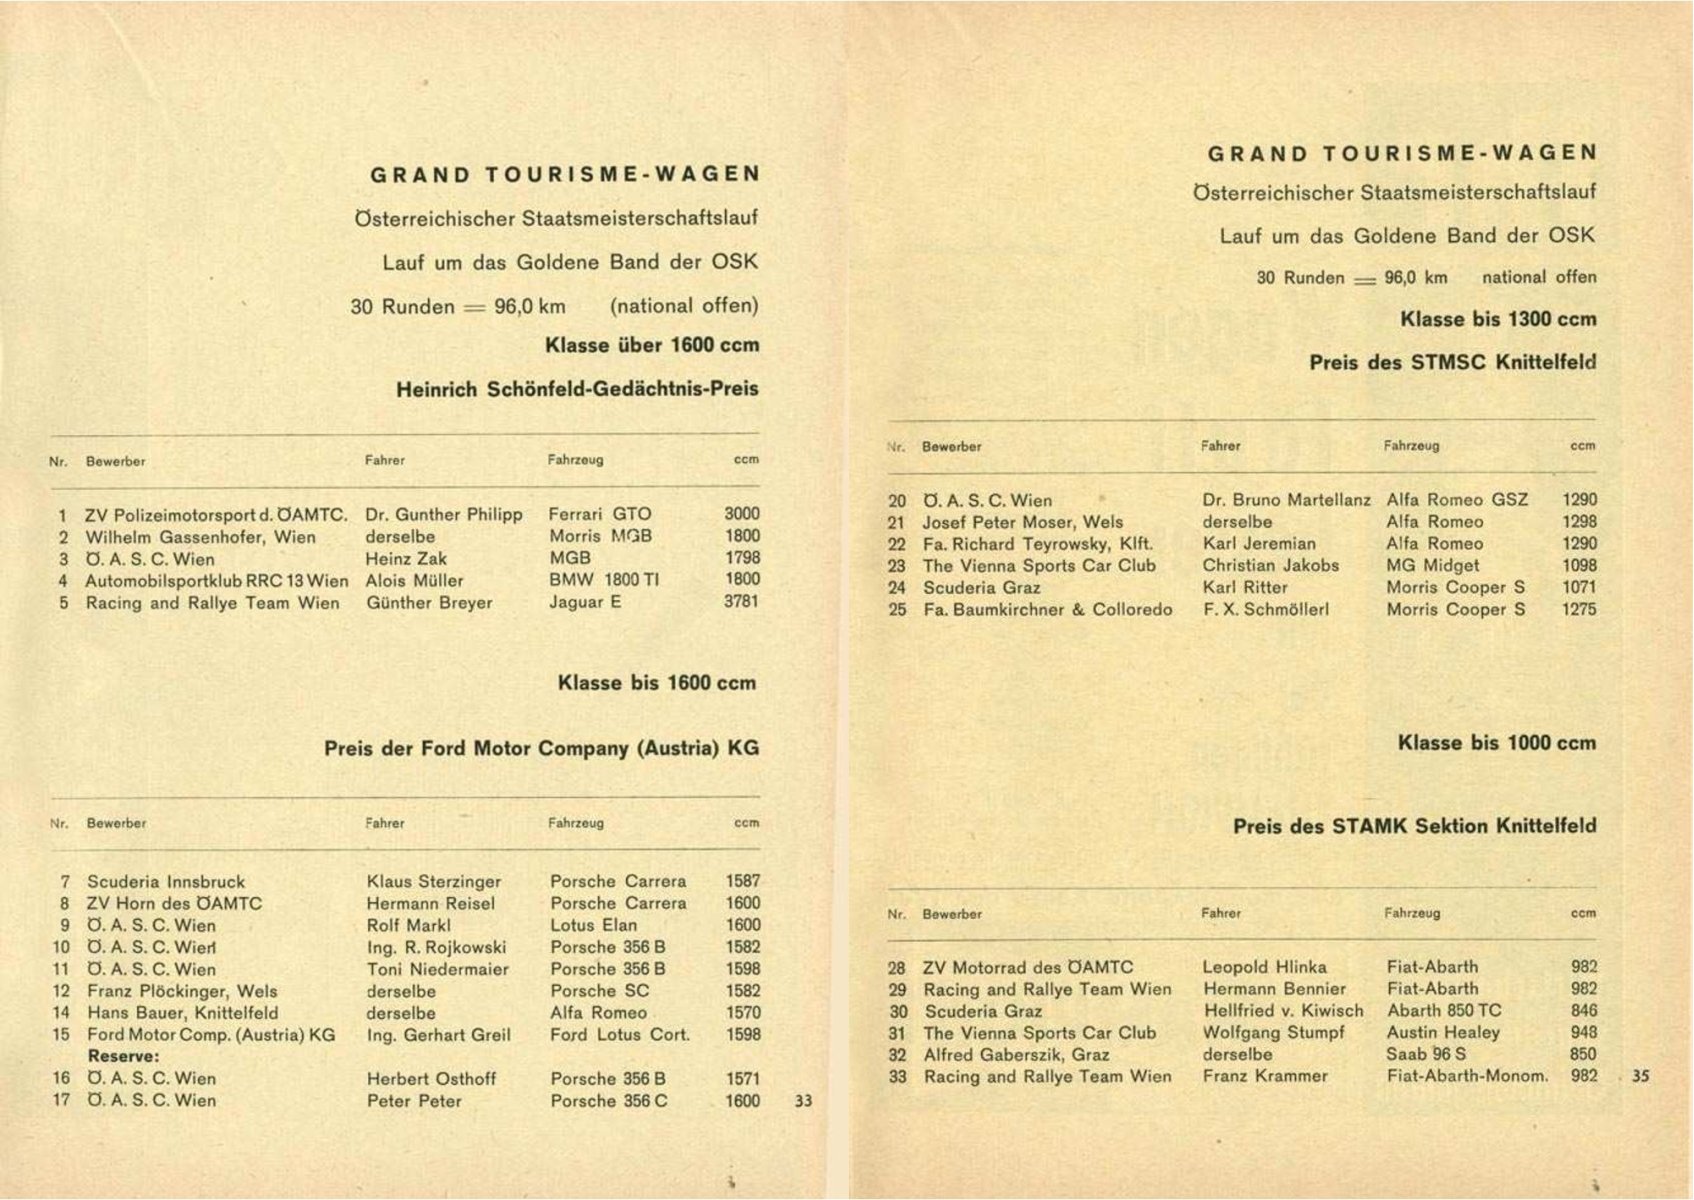 GRAND TOURISME-WAGEN
Österreichischer Staatsmeisterschaftslauf
Lauf um das Goldene Band der OSK
30 Runden = 96,0 km (national offen)
Klasse über 1600 ccm
Heinrich Schönfeld-Gedächtnis-Preis
Nr. Bewerber Fahrer Fahrzeug ccm
1 ZV Polizeimotorsport d. ÖAMTC. Dr. Gunther Philipp Ferrari GTO 3000
2 Wilhelm Gassenhofer, Wien derselbe Morris MGB 1800
3 Ö. A. S. C. Wien Heinz Zak MGB 1798
4 Automobilsportklub RRC 13 Wien Alois Müller BMW 1800 TI 1800
5 Racing and Rallye Team Wien Günther Breyer Jaguar E 3781
Klasse bis 1600 ccm
Preis der Ford Motor Company (Austria) KG
Nr. Bewerber Fahrer Fahrzeug ccm
7 Scuderia Innsbruck Klaus Sterzinger Porsche Carrera 1587
8 ZV Horn des ÖAMTC Hermann Reisel Porsche Carrera 1600
9 Ö. A. S. C. Wien Rolf Markl Lotus Elan 1600
10 Ö. A. S. C. Wien Ing. R. Rojkowski Porsche 356 B 1582
11 Ö. A. S. C. Wien Toni Niedermaier Porsche 356 B 1598
12 Franz Plöckinger, Wels derselbe Porsche SC 1582
14 Hans Bauer, Knittelfeld derselbe Alfa Romeo 1570
15 Ford Motor Comp. (Austria) KG Ing. Gerhart Greil Ford Lotus Cort. 1598
Reserve:
16 Ö. A. S. C. Wien Herbert Osthoff Porsche 356 B 1571
17 Ö. A. S. C. Wien Peter Peter Porsche 356 C 1600
33
GRAND TOURISME-WAGEN
Österreichischer Staatsmeisterschaftslauf
Lauf um das Goldene Band der OSK
30 Runden = 96,0 km national offen
Klasse bis 1300 ccm
Preis des STMSC Knittelfeld
Nr. Bewerber Fahrer Fahrzeug ccm
20 Ö. A. S. C. Wien Dr. Bruno Martellanz Alfa Romeo GSZ 1290
21 Josef Peter Moser, Wels derselbe Alfa Romeo 1298
22 Fa. Richard Teyrowsky, Klft. Karl Jeremian Alfa Romeo 1290
23 The Vienna Sports Car Club Christian Jakobs MG Midget 1098
24 Scuderia Graz Karl Ritter Morris Cooper S 1071
25 Fa. Baumkirchner & Colloredo F. X. Schmöllerl Morris Cooper S 1275
Klasse bis 1000 ccm
Preis des STAMK Sektion Knittelfeld
Nr. Bewerber Fahrer Fahrzeug ccm
28 ZV Motorrad des ÖAMTC Leopold Hlinka Fiat-Abarth 982
29 Racing and Rallye Team Wien Hermann Bennier Fiat-Abarth 982
30 Scuderia Graz Hellfried v. Kiwisch Abarth 850 TC 846
31 The Vienna Sports Car Club Wolfgang Stumpf Austin Healey 948
32 Alfred Gaberszik, Graz derselbe Saab 96 S 850
33 Racing and Rallye Team Wien Franz Krammer Fiat-Abarth-Monom. 982
35